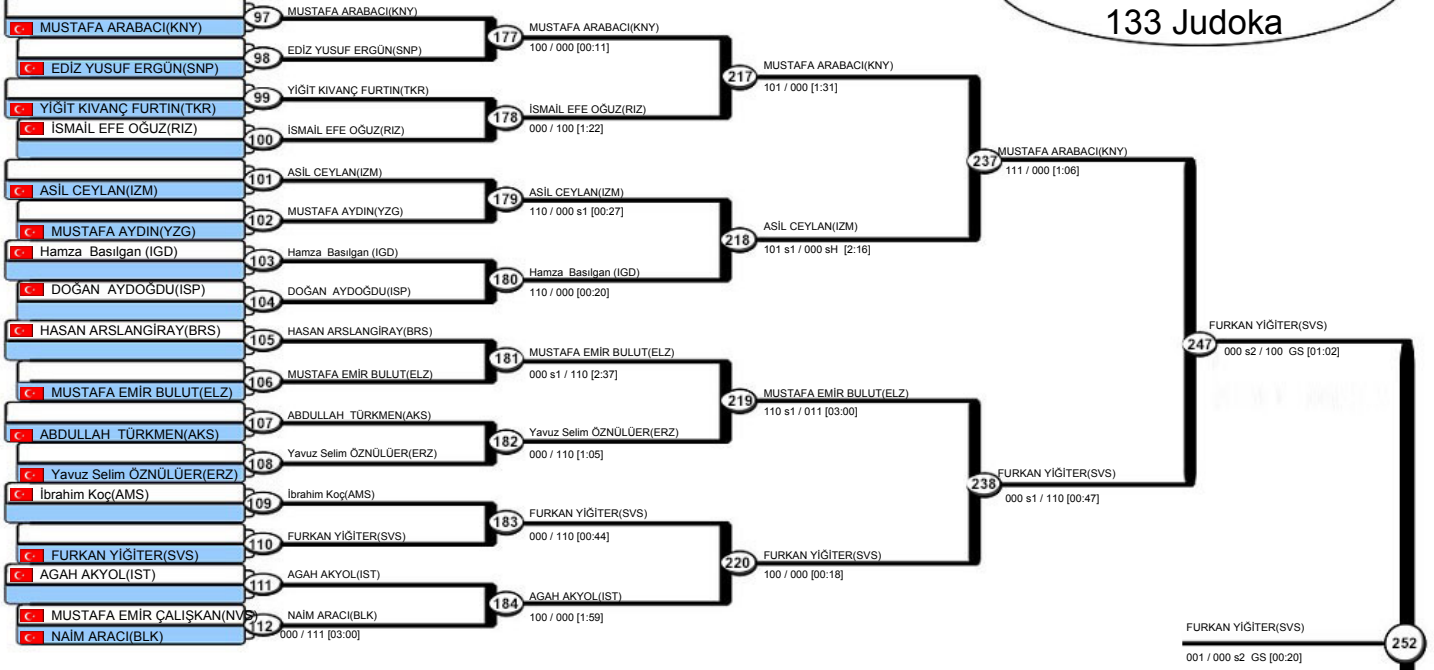 133 Judoka
MUSTAFA ARABACI(KNY)
EDİZ YUSUF ERGÜN(SNP)
YİĞİT KIVANÇ FURTIN(TKR)
İSMAİL EFE OĞUZ(RIZ)
ASİL CEYLAN(IZM)
MUSTAFA AYDIN(YZG)
Hamza Basılgan (IGD)
DOĞAN AYDOĞDU(ISP)
HASAN ARSLANGİRAY(BRS)
MUSTAFA EMİR BULUT(ELZ)
ABDULLAH TÜRKMEN(AKS)
Yavuz Selim ÖZNÜLÜER(ERZ)
İbrahim Koç(AMS)
FURKAN YİĞİTER(SVS)
AGAH AKYOL(IST)
MUSTAFA EMİR ÇALIŞKAN(NVS)
NAİM ARACI(BLK)
97 MUSTAFA ARABACI(KNY)
98 EDİZ YUSUF ERGÜN(SNP)
99 YİĞİT KIVANÇ FURTIN(TKR)
100 İSMAİL EFE OĞUZ(RIZ)
101 ASİL CEYLAN(IZM)
102 MUSTAFA AYDIN(YZG)
103 Hamza Basılgan (IGD)
104 DOĞAN AYDOĞDU(ISP)
105 HASAN ARSLANGİRAY(BRS)
106 MUSTAFA EMİR BULUT(ELZ)
107 ABDULLAH TÜRKMEN(AKS)
108 Yavuz Selim ÖZNÜLÜER(ERZ)
109 İbrahim Koç(AMS)
110 FURKAN YİĞİTER(SVS)
111 AGAH AKYOL(IST)
112 NAİM ARACI(BLK)
000 / 111 [03:00]
177 MUSTAFA ARABACI(KNY)
100 / 000 [00:11]
178 İSMAİL EFE OĞUZ(RIZ)
000 / 100 [1:22]
179 ASİL CEYLAN(IZM)
110 / 000 s1 [00:27]
180 Hamza Basılgan (IGD)
110 / 000 [00:20]
181 MUSTAFA EMİR BULUT(ELZ)
000 s1 / 110 [2:37]
182 Yavuz Selim ÖZNÜLÜER(ERZ)
000 / 110 [1:05]
183 FURKAN YİĞİTER(SVS)
000 / 110 [00:44]
184 AGAH AKYOL(IST)
100 / 000 [1:59]
217 MUSTAFA ARABACI(KNY)
101 / 000 [1:31]
218 ASİL CEYLAN(IZM)
101 s1 / 000 sH [2:16]
219 MUSTAFA EMİR BULUT(ELZ)
110 s1 / 011 [03:00]
220 FURKAN YİĞİTER(SVS)
100 / 000 [00:18]
237 MUSTAFA ARABACI(KNY)
111 / 000 [1:06]
238 FURKAN YİĞİTER(SVS)
000 s1 / 110 [00:47]
247 FURKAN YİĞİTER(SVS)
000 s2 / 100 GS [01:02]
FURKAN YİĞİTER(SVS) 252
001 / 000 s2 GS [00:20]